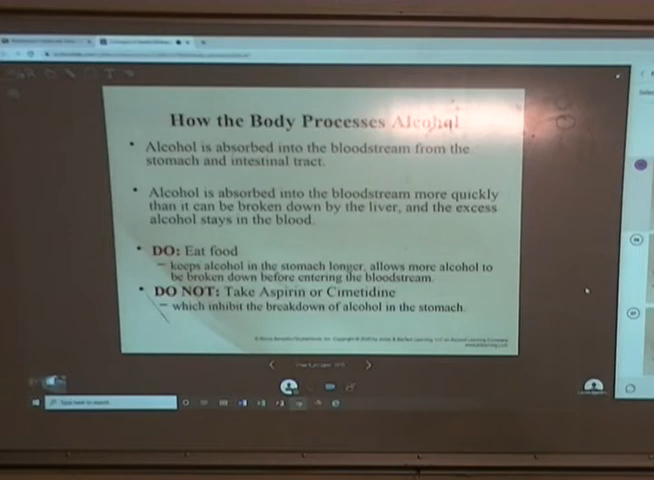 How the Body Processes Alcohol
• Alcohol is absorbed into the bloodstream from the
stomach and intestinal tract.
• Alcohol is absorbed into the bloodstream more quickly
than it can be broken down by the liver, and the excess
alcohol stays in the blood.
• DO: Eat food
– keeps alcohol in the stomach longer, allows more alcohol to
be broken down before entering the bloodstream.
• DO NOT: Take Aspirin or Cimetidine
– which inhibit the breakdown of alcohol in the stomach.
Type here to search